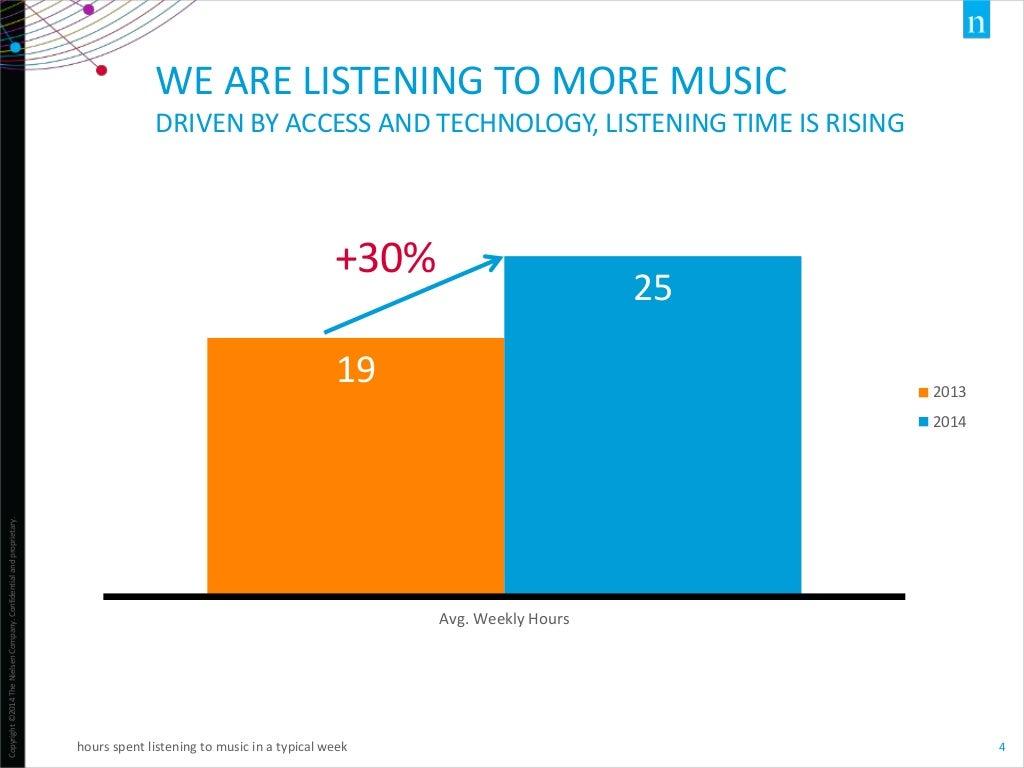 n
WE ARE LISTENING TO MORE MUSIC
DRIVEN BY ACCESS AND TECHNOLOGY, LISTENING TIME IS RISING
+30%
25
19
2013
2014
Avg. Weekly Hours
Copyright ©2014 The Nielsen Company. Confidential and proprietary.
hours spent listening to music in a typical week
4